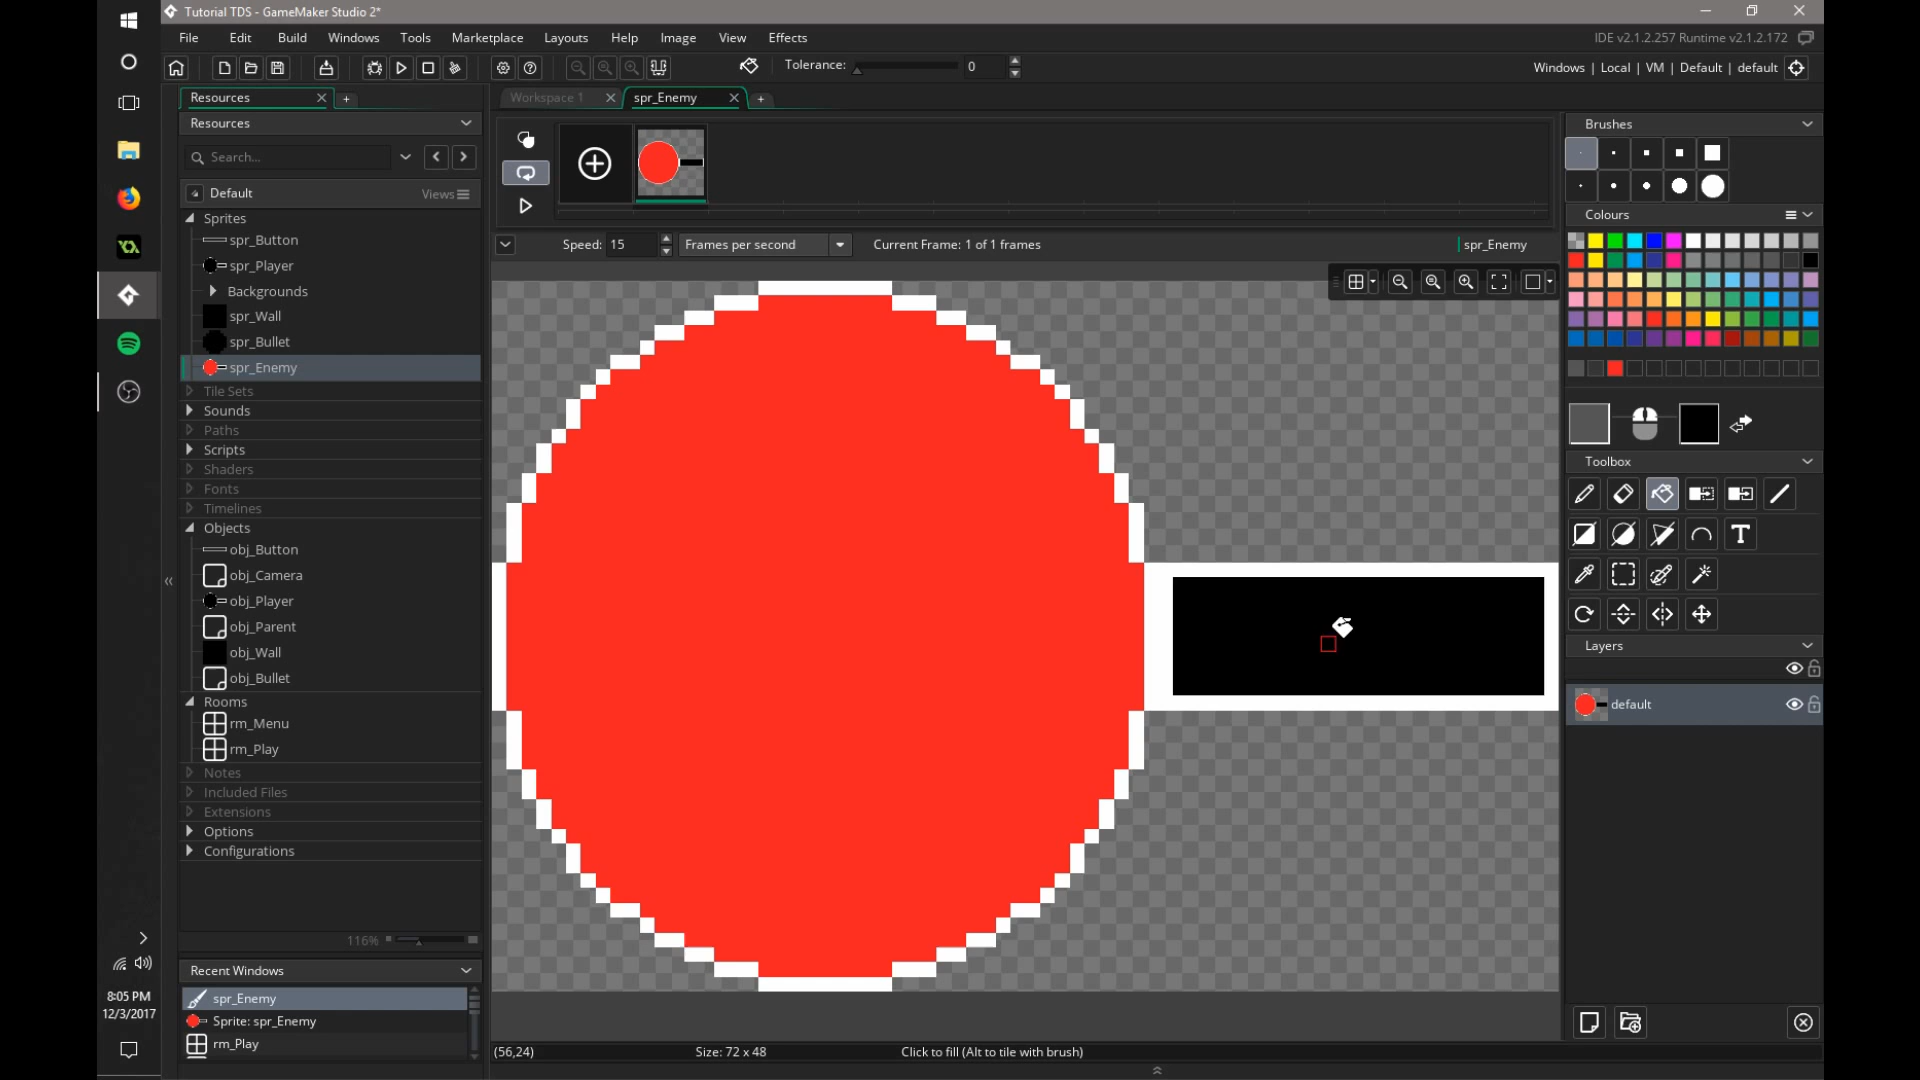 Tutorial TDS - GameMaker Studio 2*
File Edit Build Windows Tools Marketplace Layouts Help Image View Effects
IDE v2.1.2.257 Runtime v2.1.2.172
Tolerance: 0
Windows | Local | VM | Default | default
Resources
Workspace 1
spr_Enemy
Resources
Search...
Default
Views
Sprites
spr_Button
spr_Player
Backgrounds
spr_Wall
spr_Bullet
spr_Enemy
Tile Sets
Sounds
Paths
Scripts
Shaders
Fonts
Timelines
Objects
obj_Button
obj_Camera
obj_Player
obj_Parent
obj_Wall
obj_Bullet
Rooms
rm_Menu
rm_Play
Notes
Included Files
Extensions
Options
Configurations
116%
Recent Windows
spr_Enemy
Sprite: spr_Enemy
rm_Play
8:05 PM
12/3/2017
Speed: 15 Frames per second Current Frame: 1 of 1 frames
spr_Enemy
Brushes
Colours
Toolbox
T
Layers
default
(56,24) Size: 72 x 48 Click to fill (Alt to tile with brush)